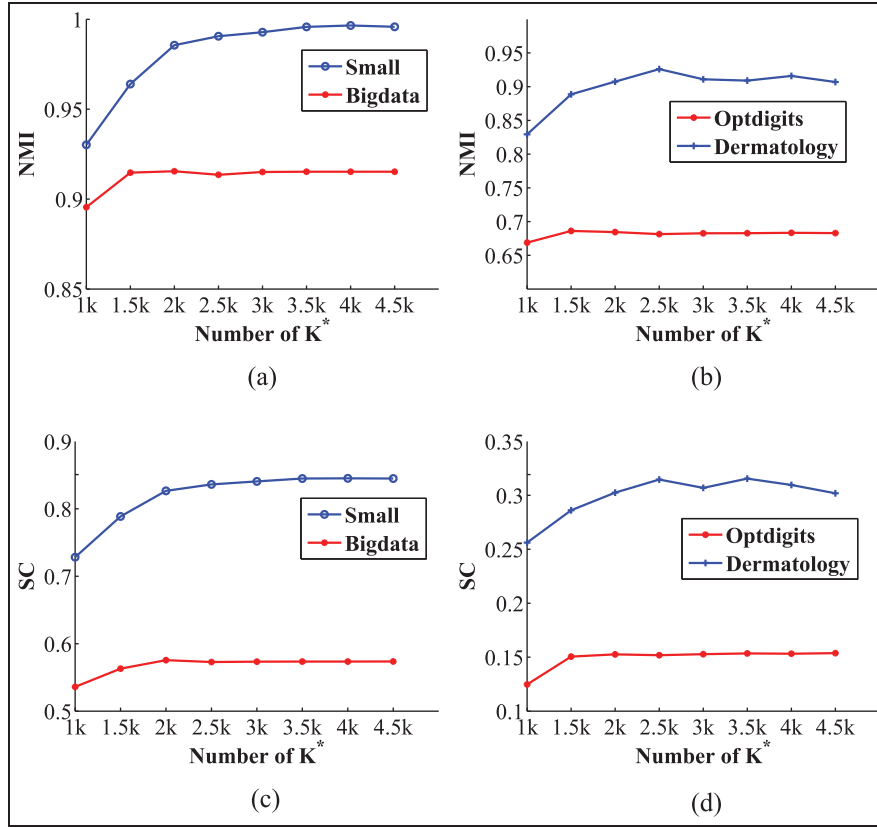 1
0.95
0.9
0.85
NMI
Small
Bigdata
1k 1.5k 2k 2.5k 3k 3.5k 4k 4.5k
Number of K*
(a)
0.95
0.9
0.85
0.8
0.75
0.7
0.65
NMI
Optdigits
Dermatology
1k 1.5k 2k 2.5k 3k 3.5k 4k 4.5k
Number of K*
(b)
0.9
0.8
0.7
0.6
0.5
SC
Small
Bigdata
1k 1.5k 2k 2.5k 3k 3.5k 4k 4.5k
Number of K*
(c)
0.35
0.3
0.25
0.2
0.15
0.1
SC
Optdigits
Dermatology
1k 1.5k 2k 2.5k 3k 3.5k 4k 4.5k
Number of K*
(d)